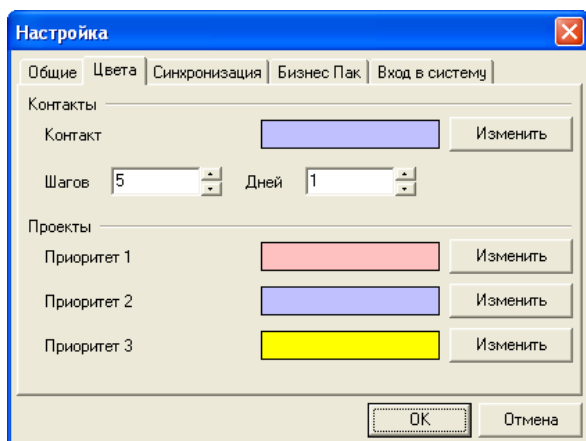 Настройка
Общие Цвета Синхронизация Бизнес Пак Вход в систему
Контакты
Контакт Изменить
Шагов 5 Дней 1
Проекты
Приоритет 1 Изменить
Приоритет 2 Изменить
Приоритет 3 Изменить
OK Отмена